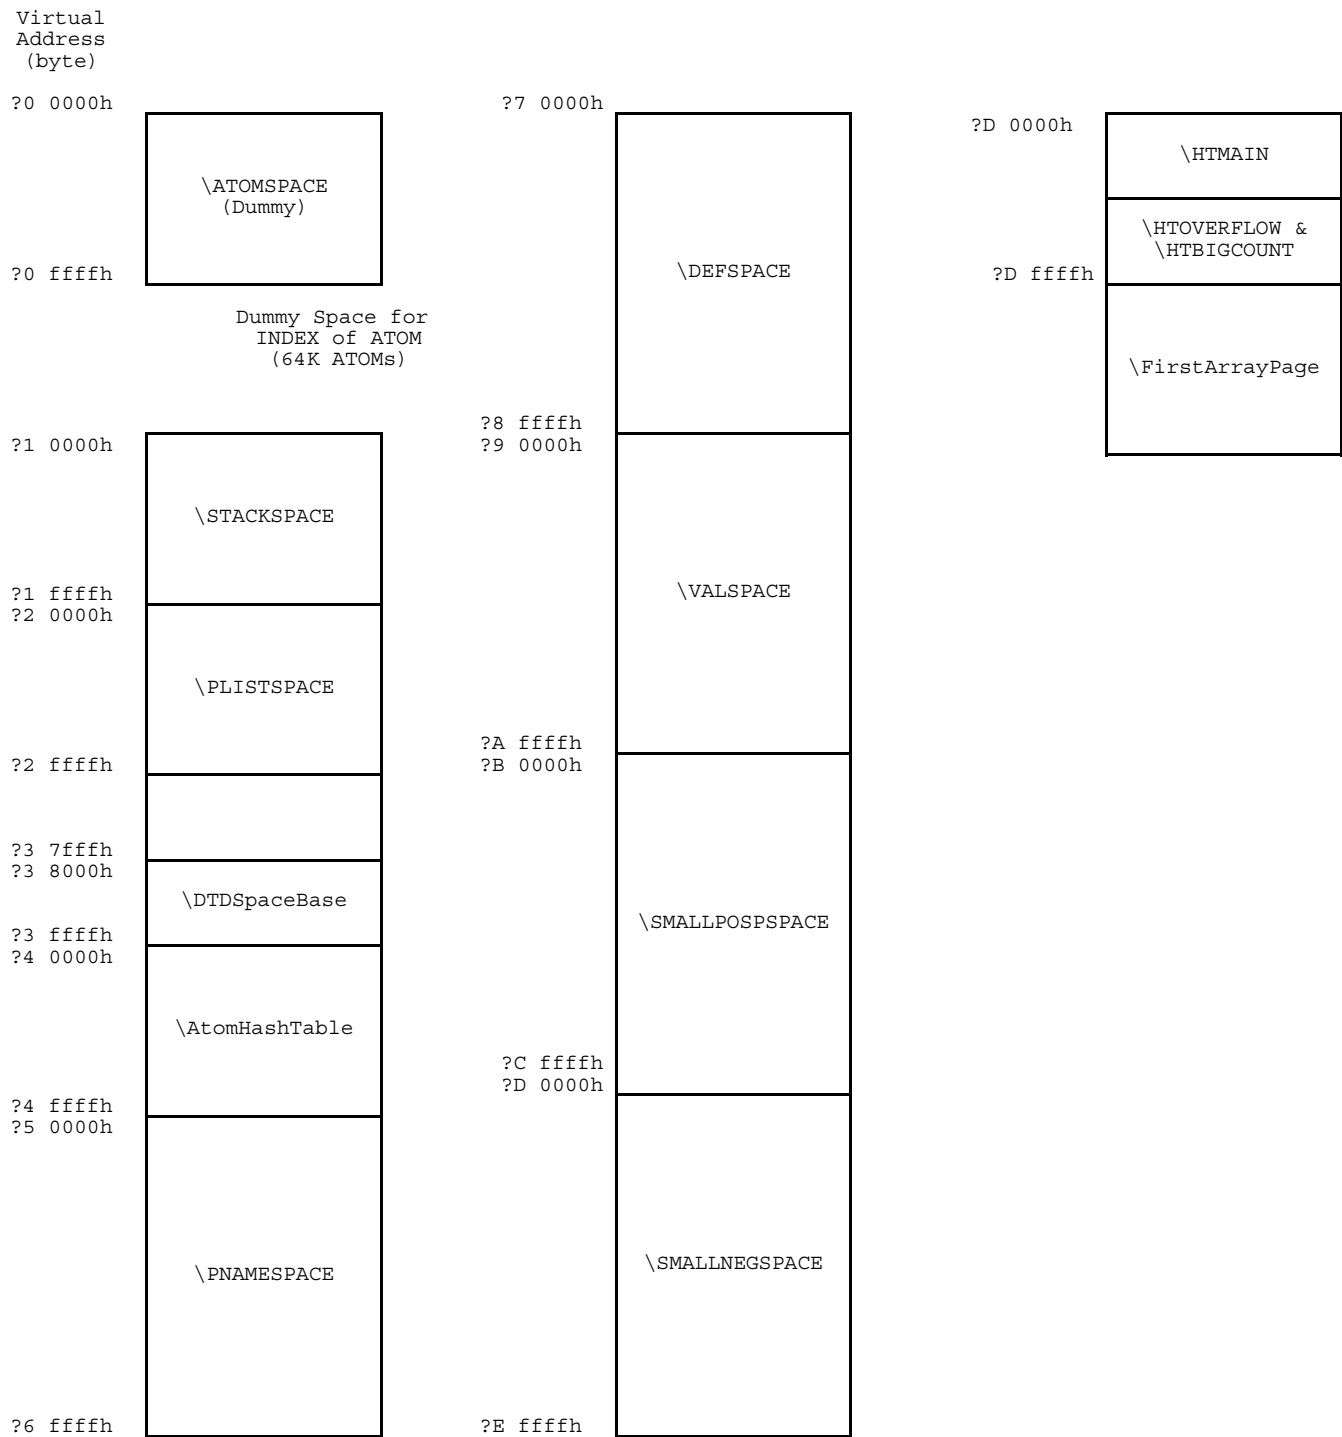 Virtual
Address
(byte)
?0 0000h
\ATOMSPACE
(Dummy)
?0 ffffh
Dummy Space for
INDEX of ATOM
(64K ATOMs)
?1 0000h
\STACKSPACE
?1 ffffh
?2 0000h
\PLISTSPACE
?2 ffffh
?3 7fffh
?3 8000h
\DTDSpaceBase
?3 ffffh
?4 0000h
\AtomHashTable
?4 ffffh
?5 0000h
\PNAMESPACE
?6 ffffh
?7 0000h
\DEFSPACE
?8 ffffh
?9 0000h
\VALSPACE
?A ffffh
?B 0000h
\SMALLPOSPSPACE
?C ffffh
?D 0000h
\SMALLNEGSPACE
?E ffffh
?D 0000h
\HTMAIN
\HTOVERFLOW &
\HTBIGCOUNT
?D ffffh
\FirstArrayPage